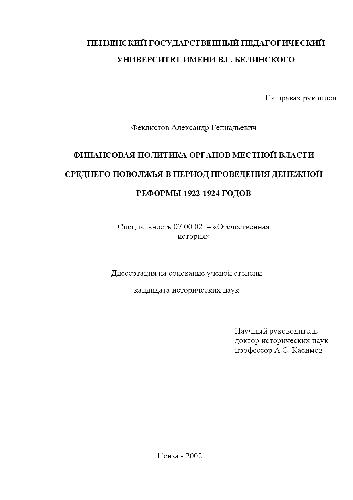 ПЕНЗЕНСКИЙ ГОСУДАРСТВЕННЫЙ ПЕДАГОГИЧЕСКИЙ
УНИВЕРСИТЕТ ИМЕНИ В.Г. БЕЛИНСКОГО
На правах рукописи
Феклистов Александр Геннадьевич
ФИНАНСОВАЯ ПОЛИТИКА ОРГАНОВ МЕСТНОЙ ВЛАСТИ
СРЕДНЕГО ПОВОЛЖЬЯ В ПЕРИОД ПРОВЕДЕНИЯ ДЕНЕЖНОЙ
РЕФОРМЫ 1922-1924 ГОДОВ
Специальность 07.00.02 – «Отечественная
история»
Диссертация на соискание ученой степени
кандидата исторических наук
Научный руководитель
доктор исторических наук
профессор А.С. Касимов
Пенза - 2002